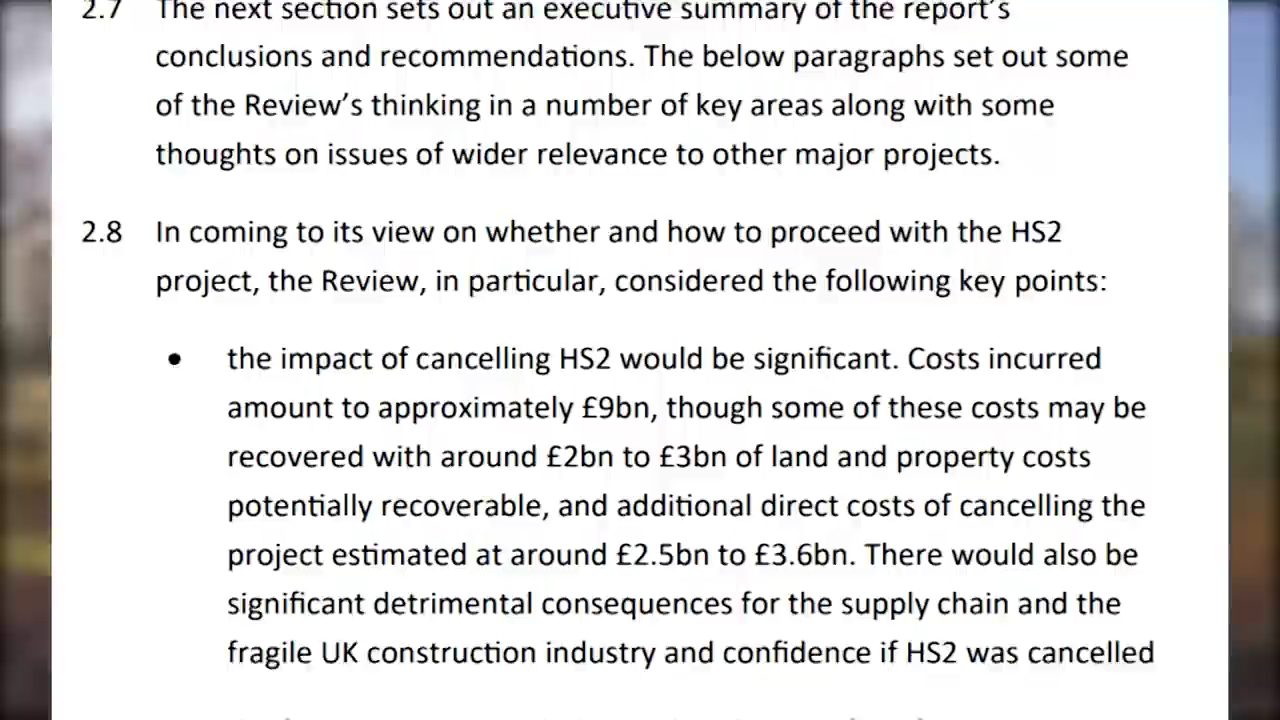 2.7 The next section sets out an executive summary of the report's
conclusions and recommendations. The below paragraphs set out some
of the Review's thinking in a number of key areas along with some
thoughts on issues of wider relevance to other major projects.
2.8 In coming to its view on whether and how to proceed with the HS2
project, the Review, in particular, considered the following key points:
• the impact of cancelling HS2 would be significant. Costs incurred
amount to approximately £9bn, though some of these costs may be
recovered with around £2bn to £3bn of land and property costs
potentially recoverable, and additional direct costs of cancelling the
project estimated at around £2.5bn to £3.6bn. There would also be
significant detrimental consequences for the supply chain and the
fragile UK construction industry and confidence if HS2 was cancelled